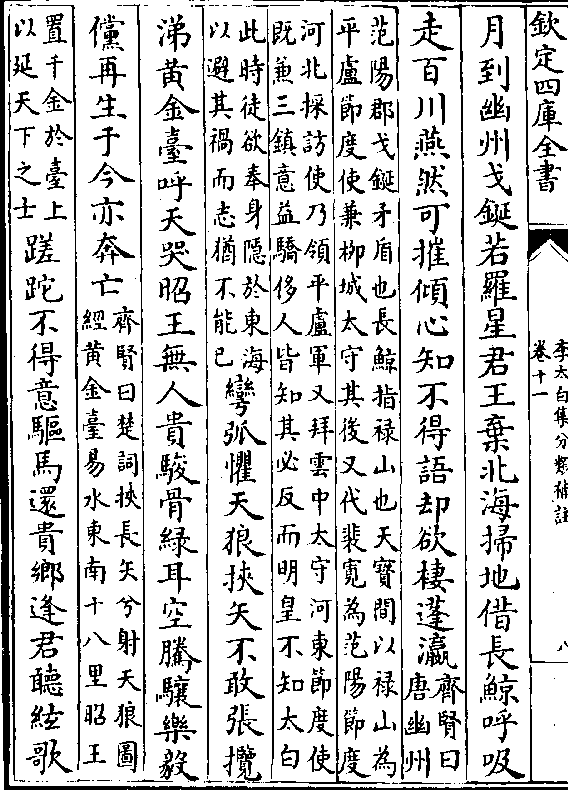 欽定四庫全書
李太白集分類補註
卷十一
八
月到幽州戈鋋若羅星君王棄北海掃地借長鯨呼吸
走百川燕然可摧傾心知不得語却欲棲蓬瀛
齊賢曰
唐幽州
范陽郡戈鋋矛盾也長鯨指禄山也天寶間以禄山為
平盧節度使兼柳城太守其後又代裴寛為范陽節度
河北採訪使乃領平盧軍又拜雲中太守河東節度使
既兼三鎮意益驕侈人皆知其必反而明皇不知太白
此時徒欲奉身隱於東海
以避其禍而志猶不能已
彎弧懼天狼挾矢不敢張攬
涕黄金臺呼天哭昭王無人貴駿骨緑耳空騰驤樂毅
儻再生于今亦奔亡
齊賢曰楚詞挾長矢兮射天狼圖
經黄金臺易水東南十八里昭王
置千金於臺上
以延天下之士
蹉跎不得意驅馬還貴鄉逢君聽絃歌